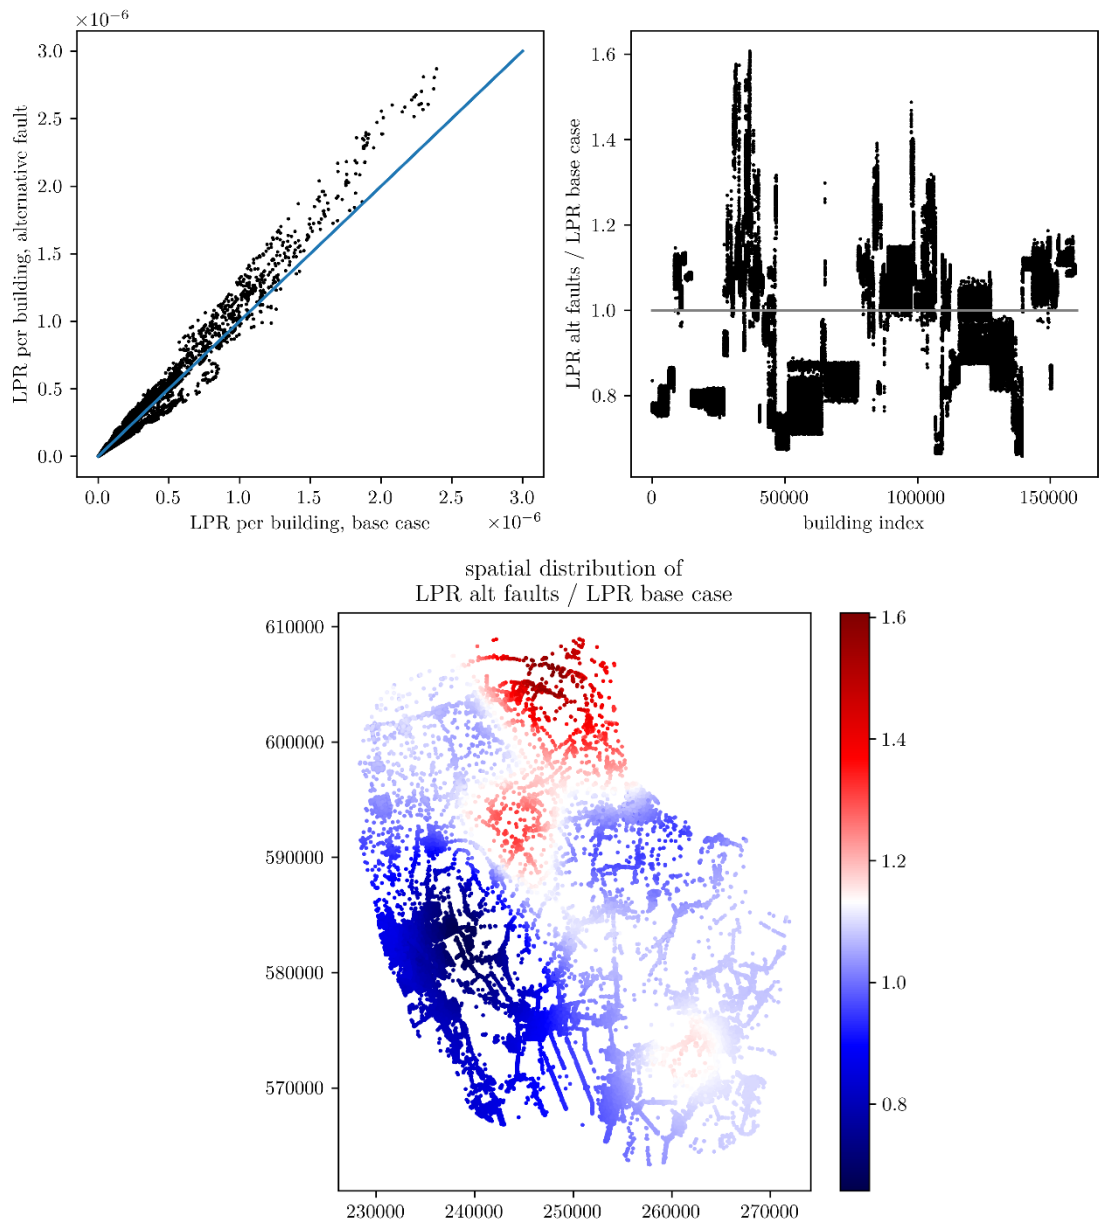 ×10⁻⁶
3.0
2.5
2.0
1.5
1.0
0.5
0.0
LPR per building, alternative fault
0.0 0.5 1.0 1.5 2.0 2.5 3.0
LPR per building, base case ×10⁻⁶
1.6
1.4
1.2
1.0
0.8
LPR alt faults / LPR base case
0 50000 100000 150000
building index
spatial distribution of
LPR alt faults / LPR base case
610000
600000
590000
580000
570000
230000 240000 250000 260000 270000
1.6
1.4
1.2
1.0
0.8